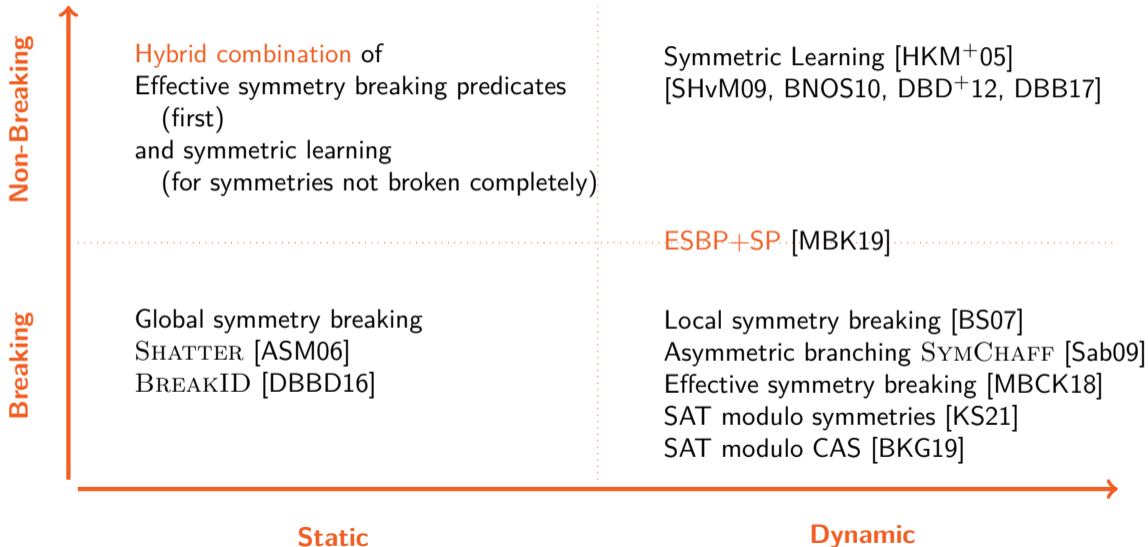 Non-Breaking
Hybrid combination of
Effective symmetry breaking predicates
(first)
and symmetric learning
(for symmetries not broken completely)
Symmetric Learning [HKM+05]
[SHvM09, BNOS10, DBD+12, DBB17]
ESBP+SP [MBK19]
Breaking
Global symmetry breaking
SHATTER [ASM06]
BREAKID [DBBD16]
Local symmetry breaking [BS07]
Asymmetric branching SYMCHAFF [Sab09]
Effective symmetry breaking [MBCK18]
SAT modulo symmetries [KS21]
SAT modulo CAS [BKG19]
Static
Dynamic